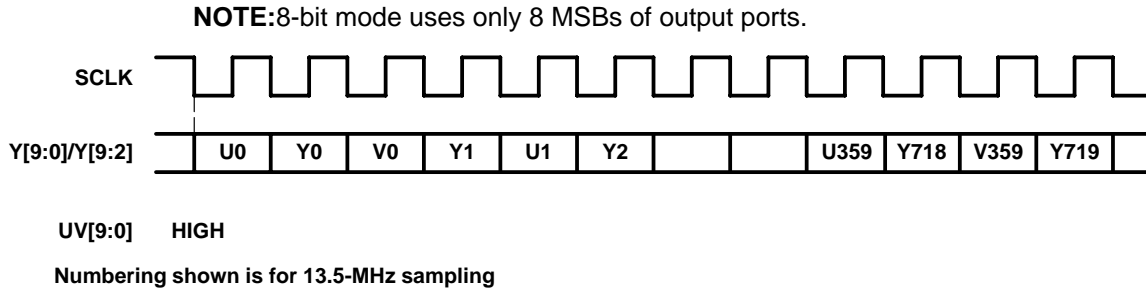 NOTE:8-bit mode uses only 8 MSBs of output ports.
SCLK
Y[9:0]/Y[9:2] U0 Y0 V0 Y1 U1 Y2 U359 Y718 V359 Y719
UV[9:0] HIGH
Numbering shown is for 13.5-MHz sampling